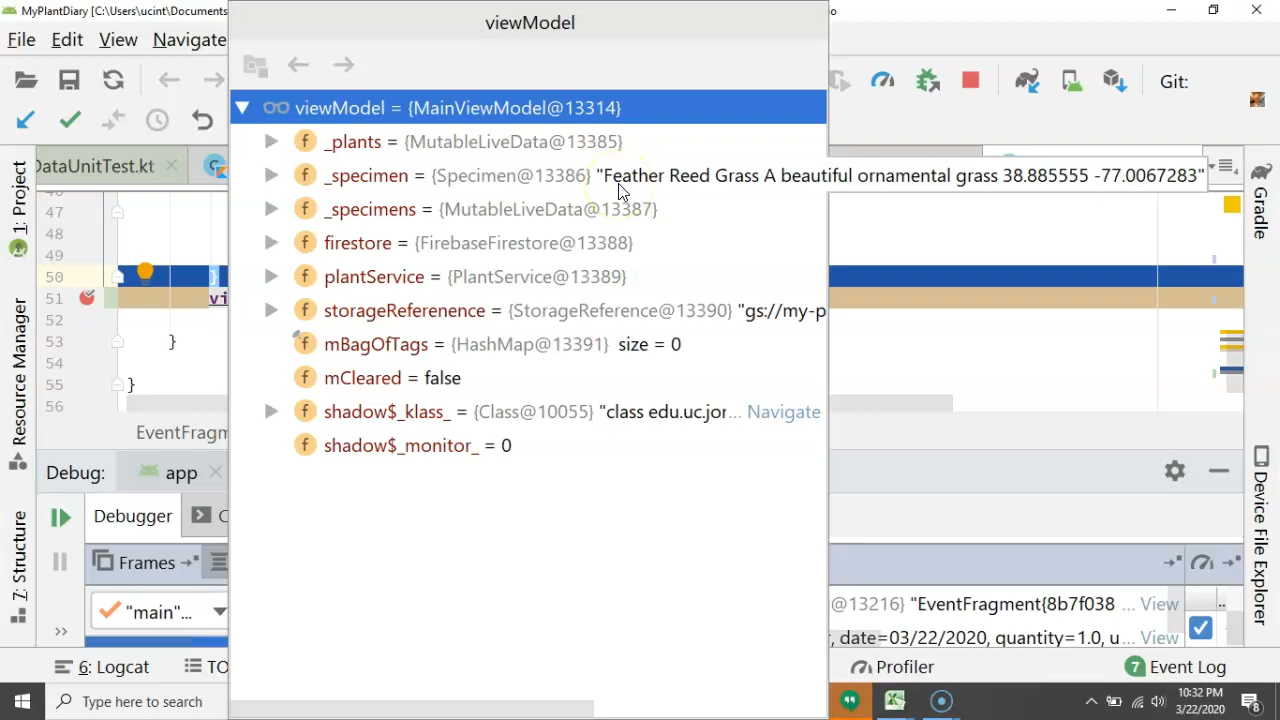 MyPlantDiary [C:\Users\ucint\Documents
viewModel
File Edit View Navigate
Git:
viewModel = {MainViewModel@13314}
_plants = {MutableLiveData@13385}
DataUnitTest.kt
_specimen = {Specimen@13386} "Feather Reed Grass A beautiful ornamental grass 38.885555 -77.0067283"
_specimens = {MutableLiveData@13387}
47
48
firestore = {FirebaseFirestore@13388}
49
50 }
plantService = {PlantService@13389}
51 vi
storageReferenence = {StorageReference@13390} "gs://my-p
52
53 }
mBagOfTags = {HashMap@13391} size = 0
54
mCleared = false
55 }
56
shadow$_klass_ = {Class@10055} "class edu.uc.jor... Navigate
EventFragm
shadow$_monitor_ = 0
1: Project
Resource Manager
7: Structure
Gradle
Device File Explorer
Debug: app
Debugger C
Frames
@13216} "EventFragment{8b7f038 ... View
"main"...
r, date=03/22/2020, quantity=1.0, u... View
6: Logcat TO
Profiler
7 Event Log
Type here to search
10:32 PM
3/22/2020
8